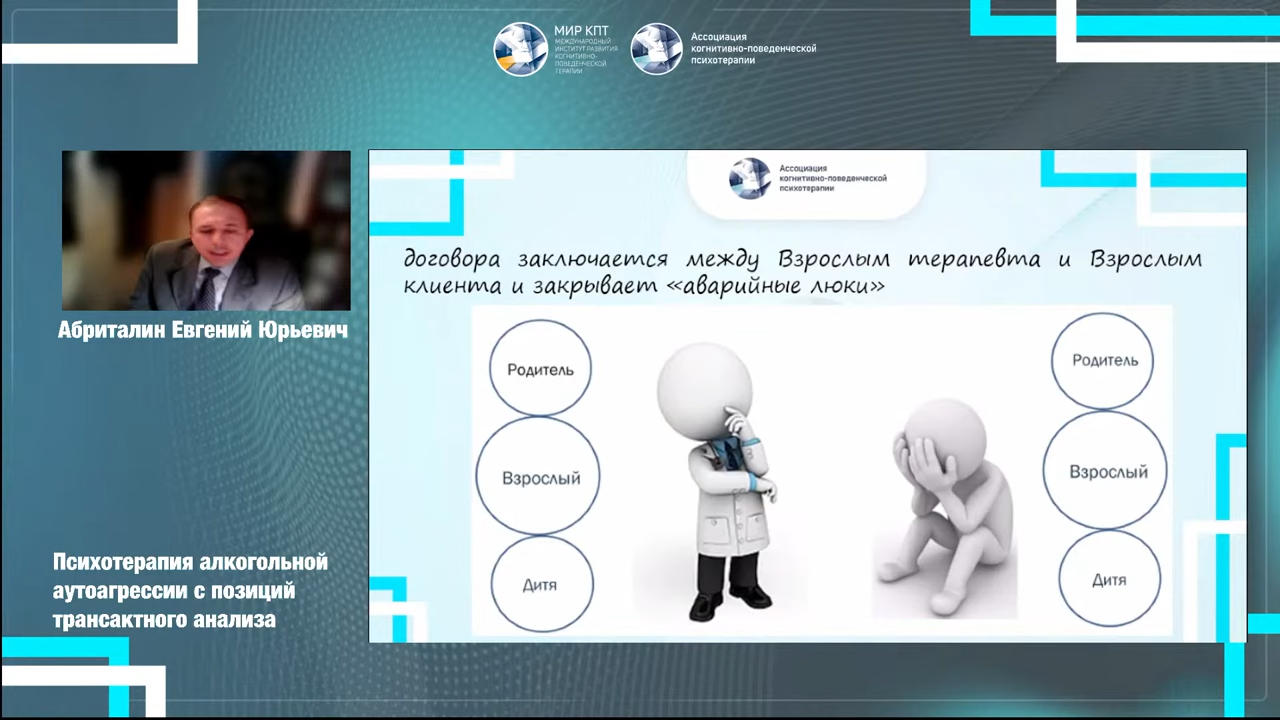 МИР КПТ
МЕЖДУНАРОДНЫЙ
ИНСТИТУТ РАЗВИТИЯ
КОГНИТИВНО-
ПОВЕДЕНЧЕСКОЙ
ТЕРАПИИ
Ассоциация
когнитивно-поведенческой
психотерапии
Ассоциация
когнитивно-поведенческой
психотерапии
договора заключается между Взрослым терапевта и Взрослым
клиента и закрывает «аварийные люки»
Родитель
Взрослый
Дитя
Родитель
Взрослый
Дитя
Абриталин Евгений Юрьевич
Психотерапия алкогольной
аутоагрессии с позиций
трансактного анализа